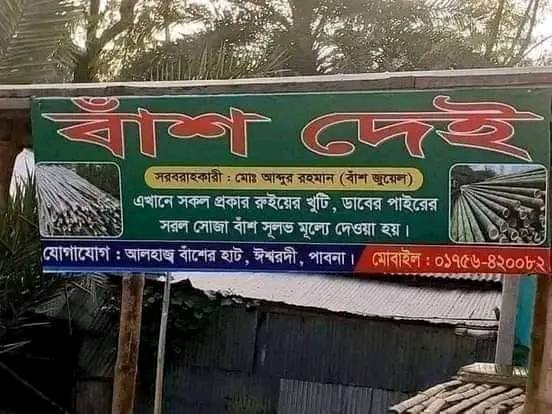 বাঁশ দেই
সরবরাহকারী : মোঃ আব্দুর রহমান (বাঁশ জুয়েল)
এখানে সকল প্রকার রুইয়ের খুটি, ডাবের পাইরের
সরল সোজা বাঁশ সূলভ মূল্যে দেওয়া হয়।
যোগাযোগ : আলহাজ্ব বাঁশের হাট, ঈশ্বরদী, পাবনা। মোবাইল : ০১৭৫৬-৪২০০৮২